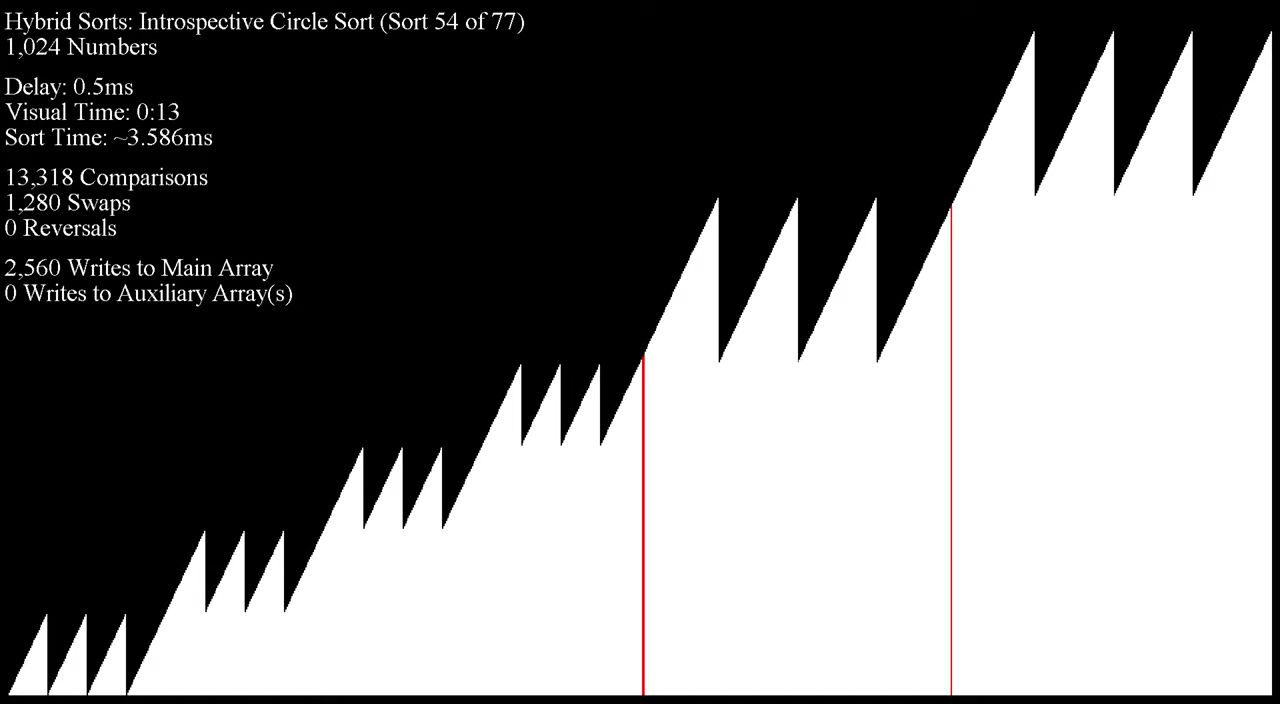 Hybrid Sorts: Introspective Circle Sort (Sort 54 of 77)
1,024 Numbers
Delay: 0.5ms
Visual Time: 0:13
Sort Time: ~3.586ms
13,318 Comparisons
1,280 Swaps
0 Reversals
2,560 Writes to Main Array
0 Writes to Auxiliary Array(s)